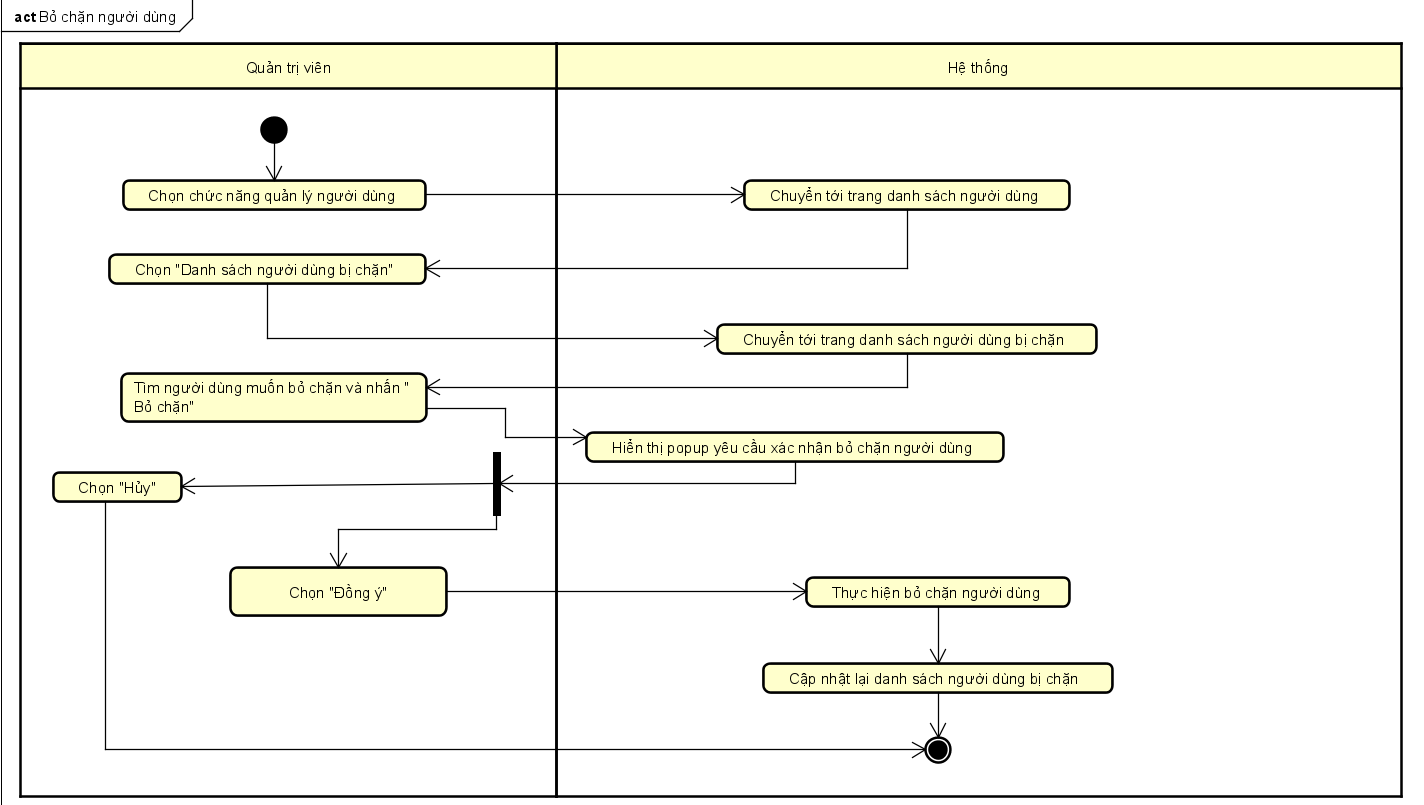 act Bỏ chặn người dùng
Quản trị viên
Hệ thống
Chọn chức năng quản lý người dùng
Chuyển tới trang danh sách người dùng
Chọn "Danh sách người dùng bị chặn"
Chuyển tới trang danh sách người dùng bị chặn
Tìm người dùng muốn bỏ chặn và nhấn "
Bỏ chặn"
Hiển thị popup yêu cầu xác nhận bỏ chặn người dùng
Chọn "Hủy"
Chọn "Đồng ý"
Thực hiện bỏ chặn người dùng
Cập nhật lại danh sách người dùng bị chặn